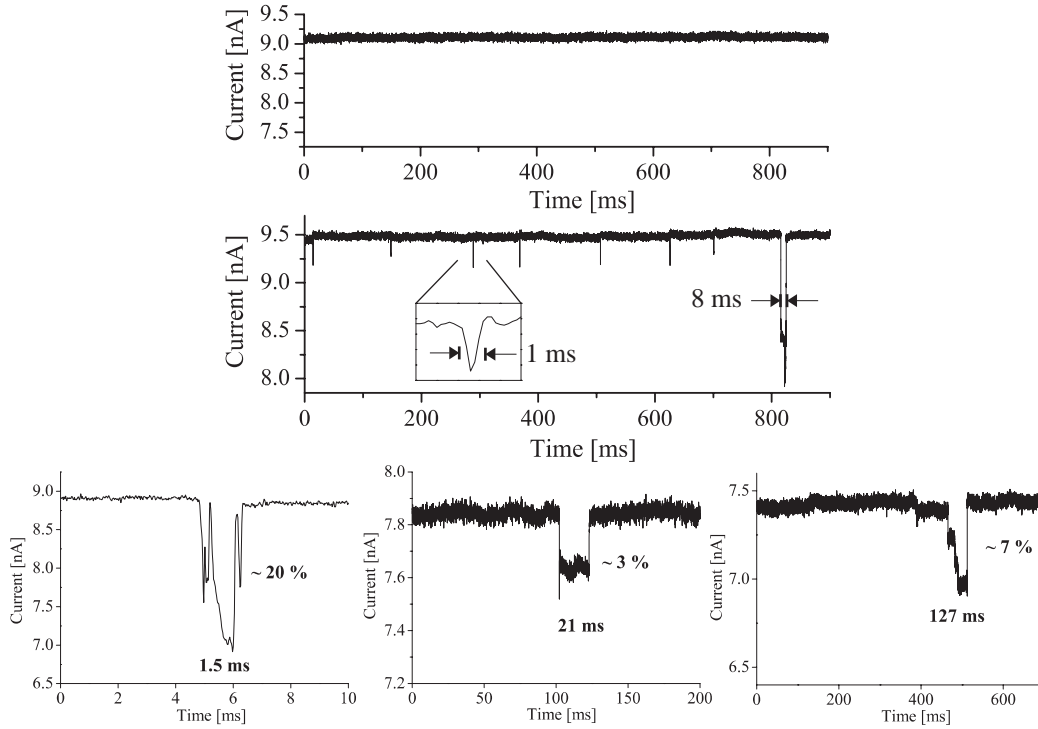 Current [nA]
9.5
9.0
8.5
8.0
7.5
0 200 400 600 800
Time [ms]
Current [nA]
9.5
9.0
8.5
8.0
8 ms
1 ms
0 200 400 600 800
Time [ms]
Current [nA]
9.0
8.5
8.0
7.5
7.0
6.5
~ 20 %
1.5 ms
0 2 4 6 8 10
Time [ms]
Current [nA]
8.0
7.8
7.6
7.4
7.2
~ 3 %
21 ms
0 50 100 150 200
Time [ms]
Current [nA]
7.5
7.0
6.5
~ 7 %
127 ms
0 200 400 600
Time [ms]